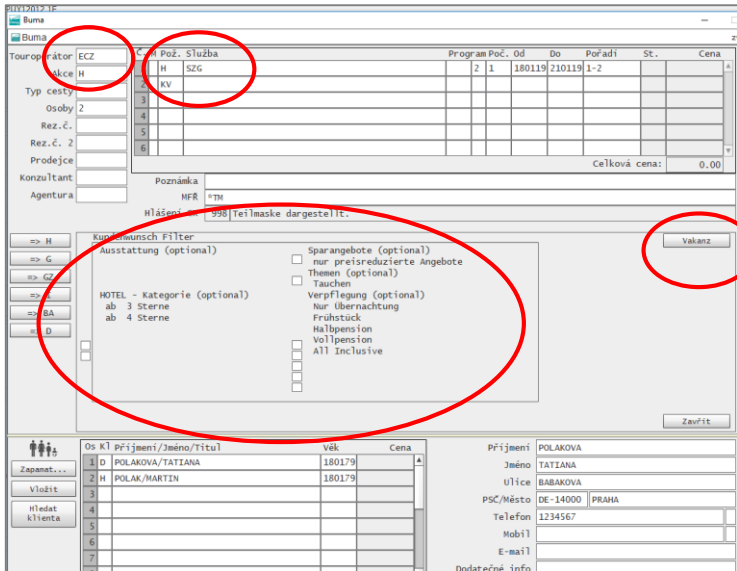 PUX12012.1E
Buma
Buma
Touroperátor ECZ
Akce H
Typ cesty
Osoby 2
Rez.č.
Rez.č. 2
Prodejce
Konzultant
Agentura
Č. M Pož. Služba Program Poč. Od Do Pořadí St. Cena
1 H SZG 2 1 180119 210119 1-2
2 KV
3
4
5
6
Celková cena: 0.00
Poznámka
MFŘ °TM
Hlášení 998 Teilmaske dargestellt.
=> H
=> G
=> GZ
=> BA
=> D
Kundenwunsch Filter
Ausstattung (optional)
HOTEL - Kategorie (optional)
ab 3 Sterne
ab 4 Sterne
Sparangebote (optional)
nur preisreduzierte Angebote
Themen (optional)
Tauchen
Verpflegung (optional)
Nur Übernachtung
Frühstück
Halbpension
Vollpension
All Inclusive
Vakanz
Zavřít
Zapamat...
Vložit
Hledat
klienta
Os Kl Příjmení/Jméno/Titul Věk Cena
1 D POLAKOVA/TATIANA 180179
2 H POLAK/MARTIN 180179
3
4
5
6
7
Příjmení POLAKOVA
Jméno TATIANA
Ulice BABAKOVA
PSČ/Město DE-14000 PRAHA
Telefon 1234567
Mobil
E-mail
Dodatečné info